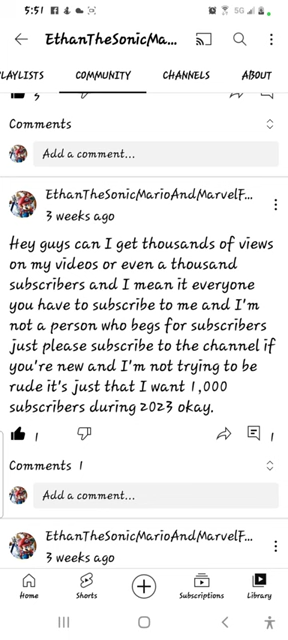 5:51
5G
EthanTheSonicMa...
PLAYLISTS COMMUNITY CHANNELS ABOUT
Comments
Add a comment...
EthanTheSonicMarioAndMarvelF...
3 weeks ago
Hey guys can I get thousands of views
on my videos or even a thousand
subscribers and I mean it everyone
you have to subscribe to me and I'm
not a person who begs for subscribers
just please subscribe to the channel if
you're new and I'm not trying to be
rude it's just that I want 1,000
subscribers during 2023 okay.
1 1
Comments 1
Add a comment...
EthanTheSonicMarioAndMarvelF...
3 weeks ago
Home Shorts Subscriptions Library